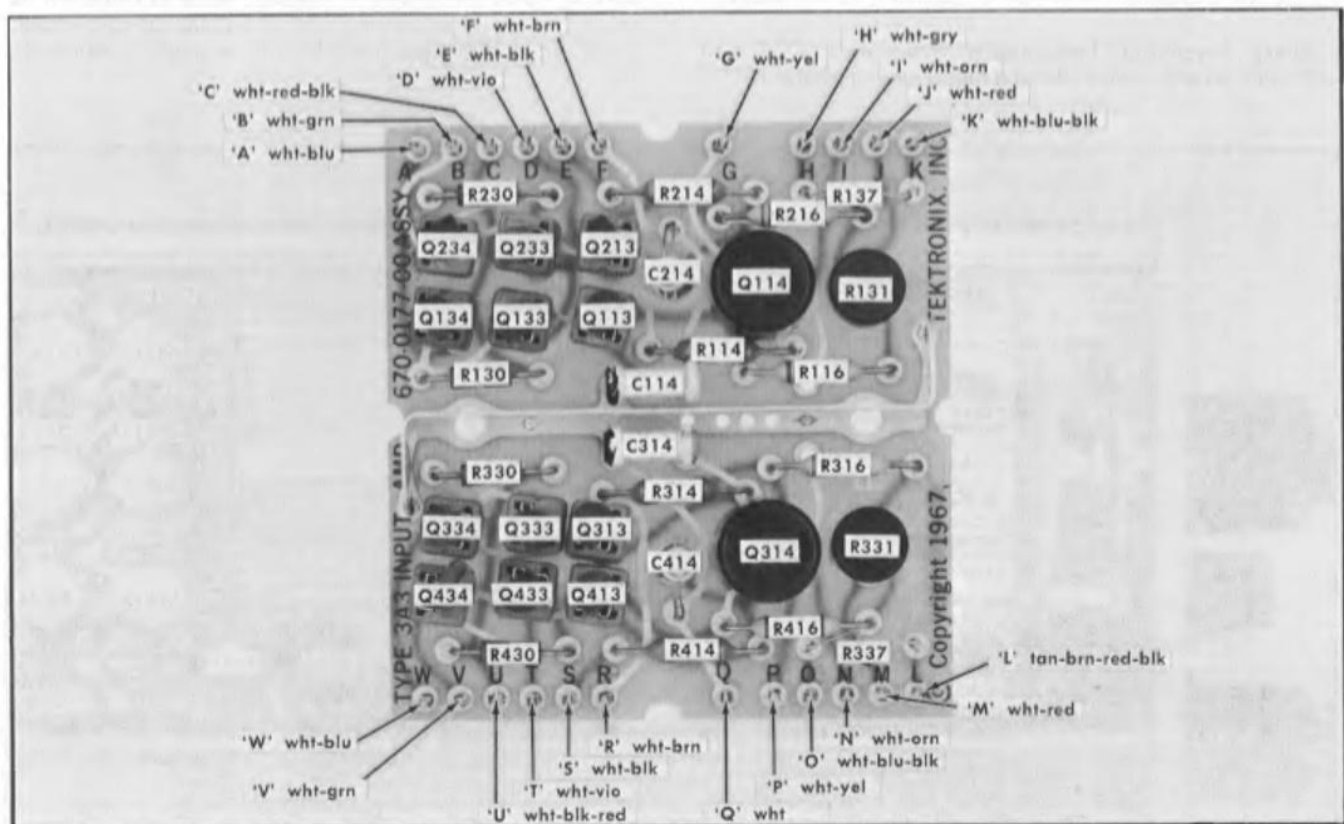 'F' wht-brn
'E' wht-blk
'D' wht-vio
'C' wht-red-blk
'B' wht-grn
'A' wht-blu
'G' wht-yel
'H' wht-gry
'I' wht-orn
'J' wht-red
'K' wht-blu-blk
A B C D E F G H I J K
R230 R214 R137
R216
Q234 Q233 Q213
C214 Q114 R131
Q134 Q133 Q113
R114
R130 C114 R116
670-0177-00 ASSY
TEKTRONIX. INC
C314
R330 R316
R314
Q334 Q333 Q313
C414 Q314 R331
Q434 Q433 Q413
R416
R430 R414 R337
TYPE 3A3 INPUT AMP
Copyright 1967,
W V U T S R Q P O N M L
'L' tan-brn-red-blk
'M' wht-red
'N' wht-orn
'O' wht-blu-blk
'P' wht-yel
'Q' wht
'R' wht-brn
'S' wht-blk
'T' wht-vio
'U' wht-blk-red
'V' wht-grn
'W' wht-blu